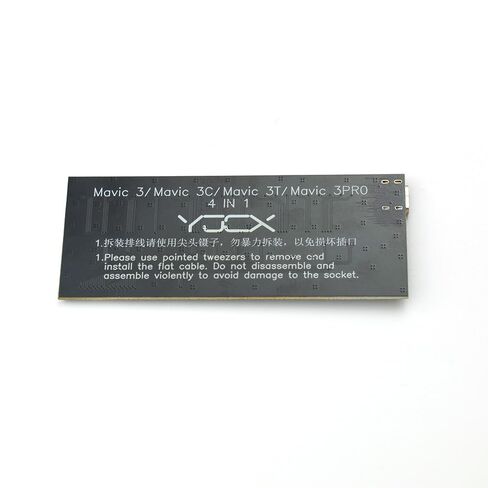 Mavic 3/Mavic 3C/Mavic 3T/Mavic 3PRO
4 IN 1
YJCX
1.拆装排线请使用尖头镊子，勿暴力拆装，以免损坏插口
1.Please use pointed tweezers to remove and
install the flat cable. Do not disassemble and
assemble violently to avoid damage to the socket.